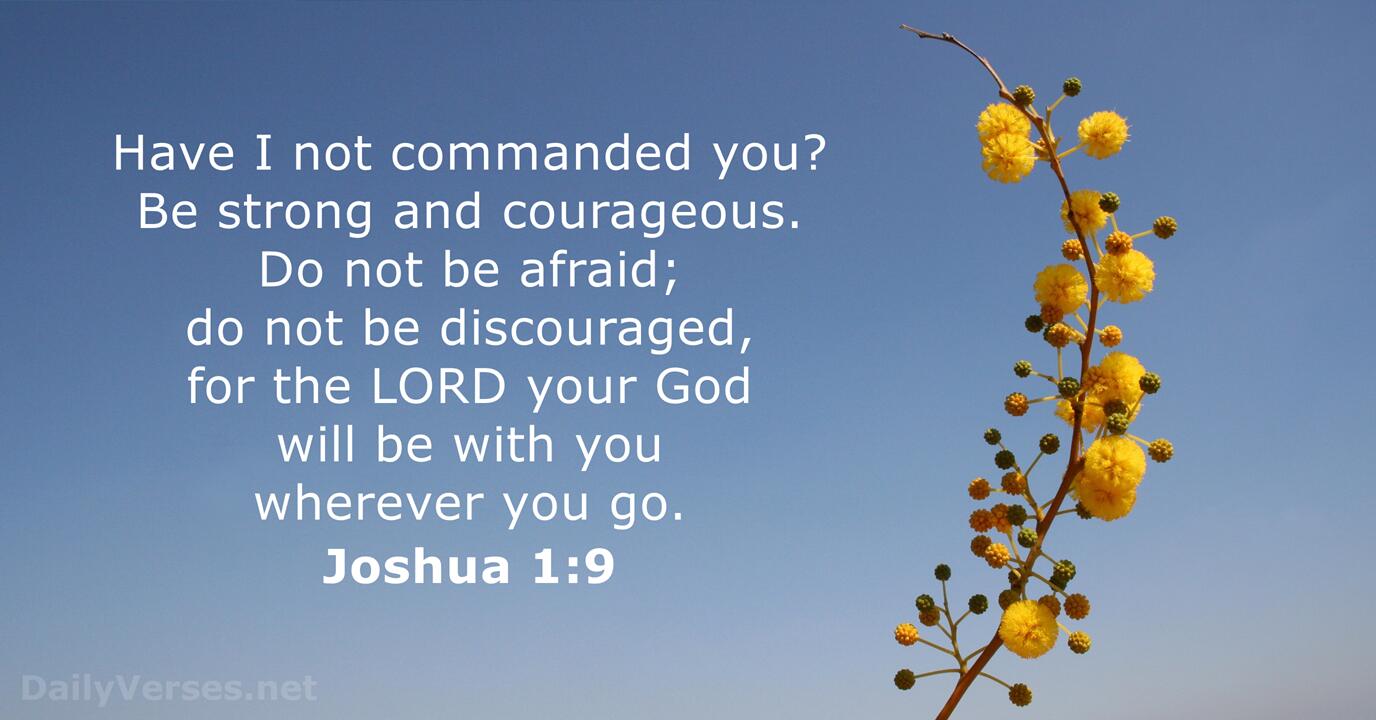 Have I not commanded you?
Be strong and courageous.
Do not be afraid;
do not be discouraged,
for the LORD your God
will be with you
wherever you go.
Joshua 1:9
DailyVerses.net